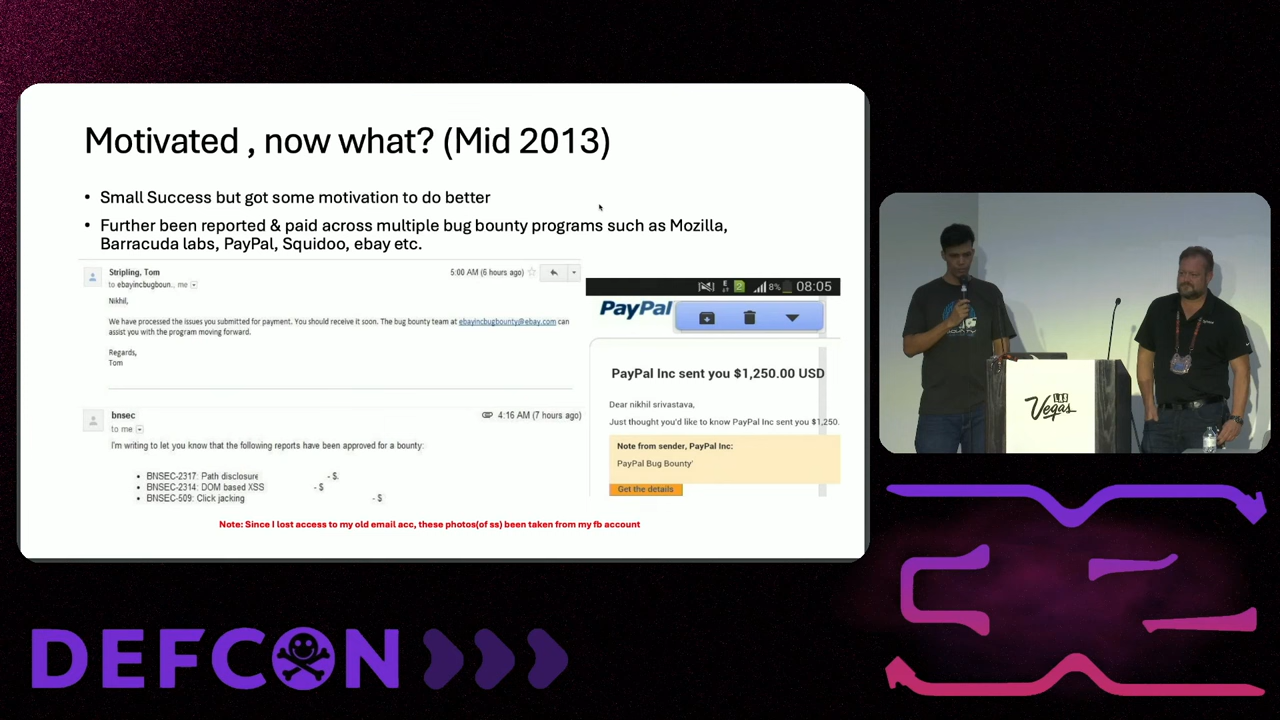 Motivated , now what? (Mid 2013)
• Small Success but got some motivation to do better
• Further been reported & paid across multiple bug bounty programs such as Mozilla,
Barracuda labs, PayPal, Squidoo, ebay etc.
Stripling, Tom
5:00 AM (6 hours ago)
to ebayincbugboun.. me
Nikhil,
We have processed the issues you submitted for payment. You should receive it soon. The bug bounty team at ebayincbugbounty@ebay.com can
assist you with the program moving forward.
Regards,
Tom
bnsec
4:16 AM (7 hours ago)
to me
I'm writing to let you know that the following reports have been approved for a bounty:
• BNSEC-2317: Path disclosure - $
• BNSEC-2314: DOM based XSS - $
• BNSEC-509: Click jacking - $
E 2 8% 08:05
PayPal
PayPal Inc sent you $1,250.00 USD
Dear nikhil srivastava,
Just thought you'd like to know PayPal Inc sent you $1,250.
Note from sender, PayPal Inc:
PayPal Bug Bounty'
Get the details
Note: Since I lost access to my old email acc, these photos(of ss) been taken from my fb account
LAS
Vegas
DEFCON